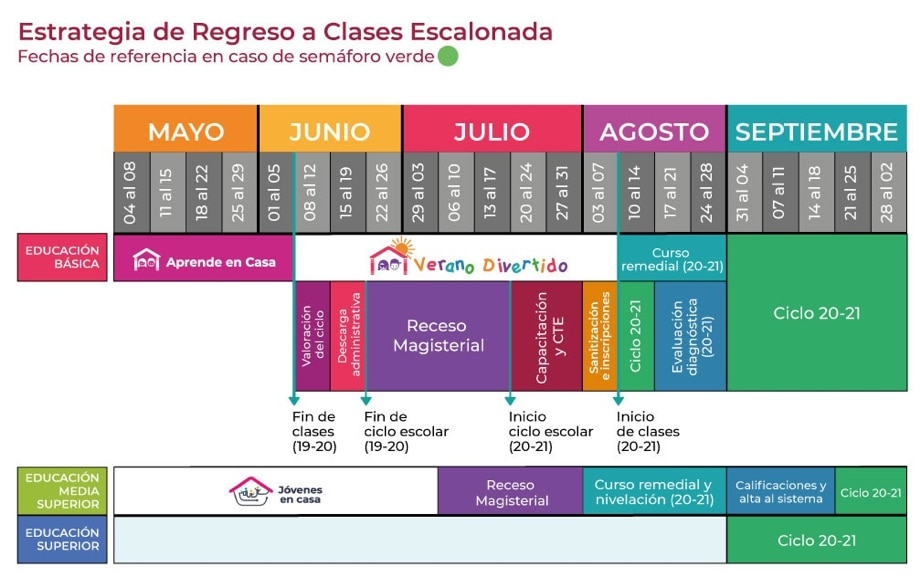 Estrategia de Regreso a Clases Escalonada
Fechas de referencia en caso de semáforo verde
MAYO
JUNIO
JULIO
AGOSTO
SEPTIEMBRE
04 al 08
11 al 15
18 al 22
25 al 29
01 al 05
08 al 12
15 al 19
22 al 26
29 al 03
06 al 10
13 al 17
20 al 24
27 al 31
03 al 07
10 al 14
17 al 21
24 al 28
31 al 04
07 al 11
14 al 18
21 al 25
28 al 02
EDUCACIÓN
BÁSICA
Aprende en Casa
Verano Divertido
Curso
remedial (20-21)
Valoración
del ciclo
Descarga
administrativa
Receso
Magisterial
Capacitación
y CTE
Sanitización
e inscripciones
Ciclo 20-21
Evaluación
diagnóstica
(20-21)
Ciclo 20-21
Fin de
clases
(19-20)
Fin de
ciclo escolar
(19-20)
Inicio
ciclo escolar
(20-21)
Inicio
de clases
(20-21)
EDUCACIÓN
MEDIA
SUPERIOR
Jóvenes
en casa
Receso
Magisterial
Curso remedial y
nivelación (20-21)
Calificaciones y
alta al sistema
Ciclo 20-21
EDUCACIÓN
SUPERIOR
Ciclo 20-21